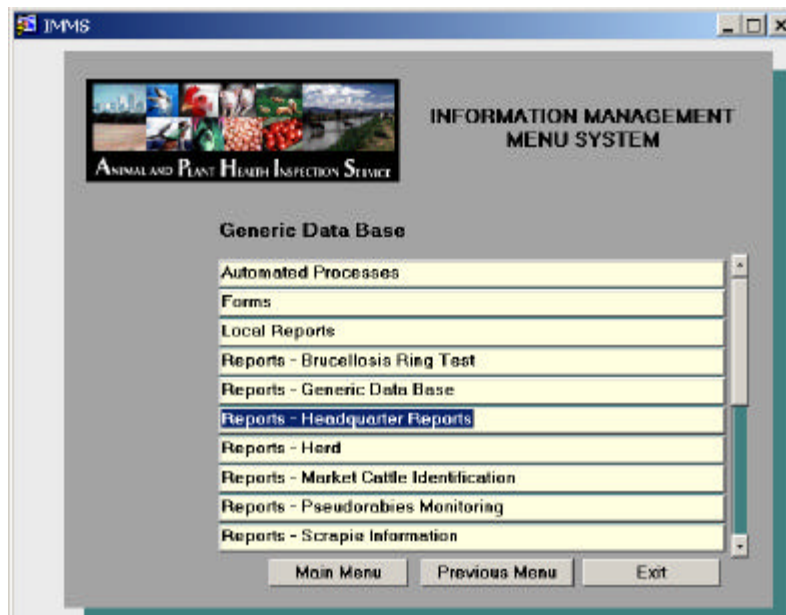 IMMS
INFORMATION MANAGEMENT
MENU SYSTEM
ANIMAL AND PLANT HEALTH INSPECTION SERVICE
Generic Data Base
Automated Processes
Forms
Local Reports
Reports - Brucellosis Ring Test
Reports - Generic Data Base
Reports - Headquarter Reports
Reports - Herd
Reports - Market Cattle Identification
Reports - Pseudorabies Monitoring
Reports - Scrapie Information
Main Menu Previous Menu Exit